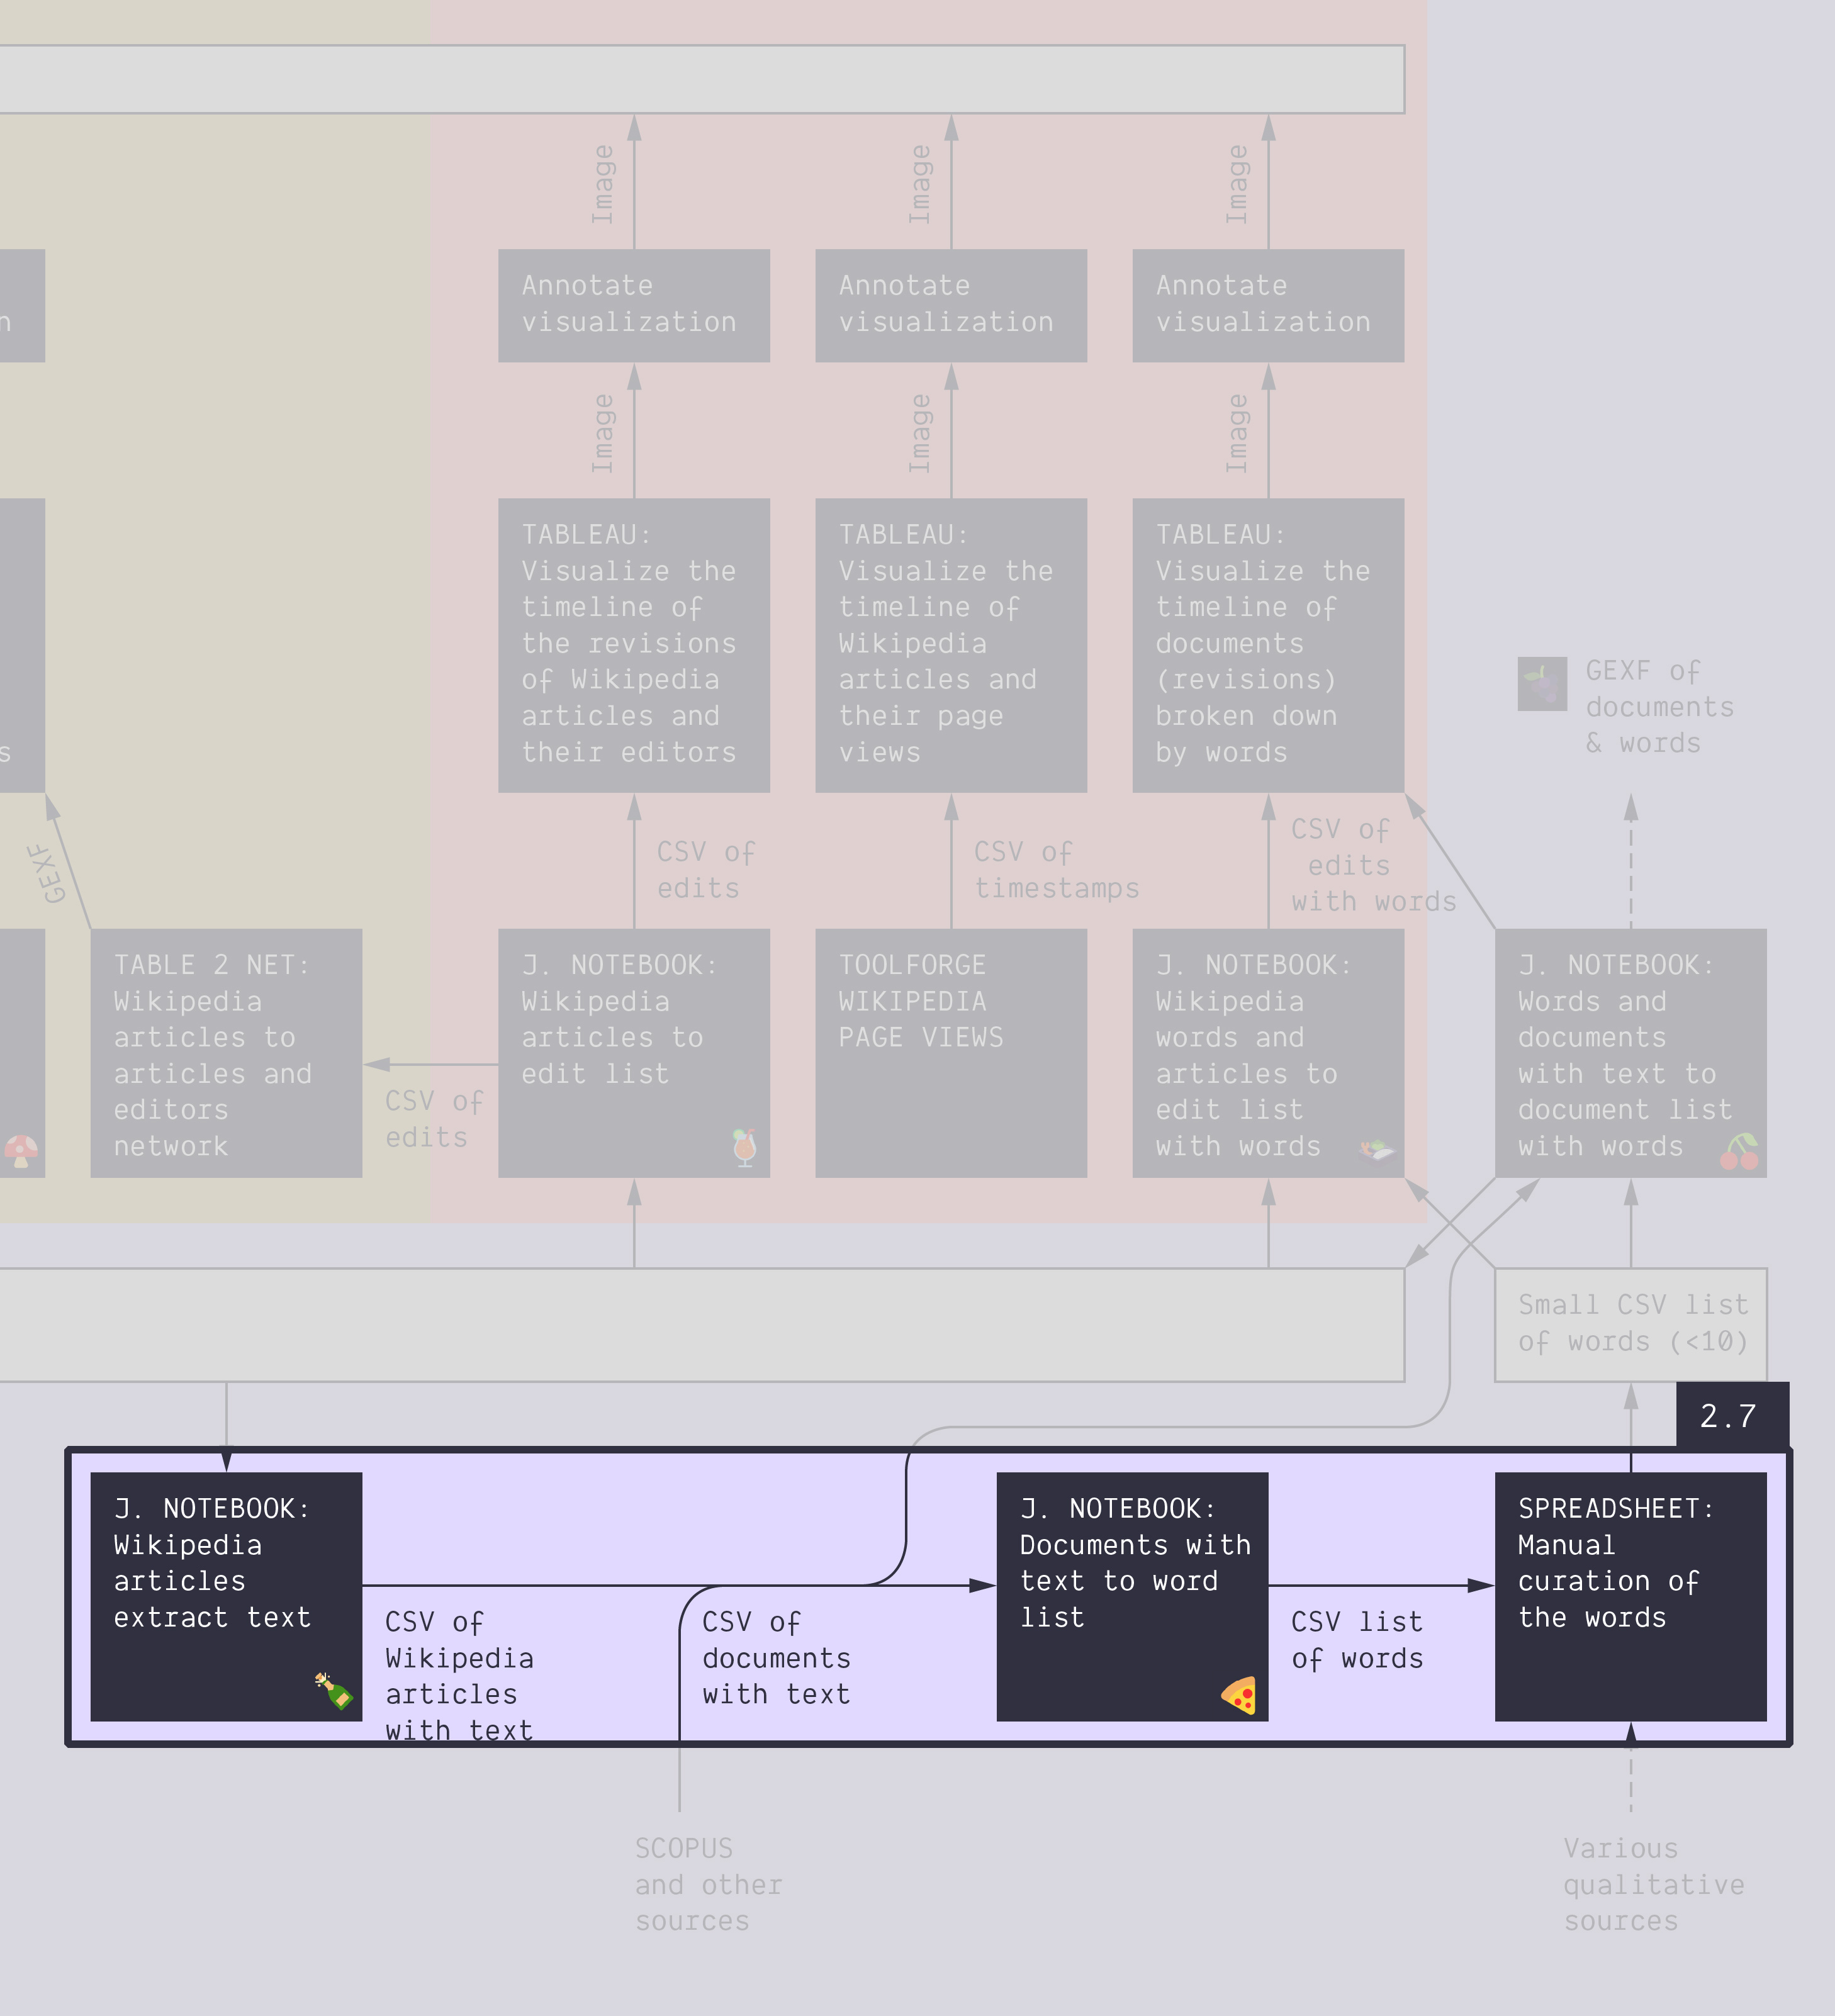 Image
Image
Image
n
Annotate
visualization
Annotate
visualization
Annotate
visualization
Image
Image
Image
s
TABLEAU:
Visualize the
timeline of
the revisions
of Wikipedia
articles and
their editors
TABLEAU:
Visualize the
timeline of
Wikipedia
articles and
their page
views
TABLEAU:
Visualize the
timeline of
documents
(revisions)
broken down
by words
GEXF of
documents
& words
GEXF
CSV of
edits
CSV of
timestamps
CSV of
edits
with words
TABLE 2 NET:
Wikipedia
articles to
articles and
editors
network
CSV of
edits
J. NOTEBOOK:
Wikipedia
articles to
edit list
TOOLFORGE
WIKIPEDIA
PAGE VIEWS
J. NOTEBOOK:
Wikipedia
words and
articles to
edit list
with words
J. NOTEBOOK:
Words and
documents
with text to
document list
with words
Small CSV list
of words (<10)
2.7
J. NOTEBOOK:
Wikipedia
articles
extract text
CSV of
Wikipedia
articles
with text
CSV of
documents
with text
J. NOTEBOOK:
Documents with
text to word
list
CSV list
of words
SPREADSHEET:
Manual
curation of
the words
SCOPUS
and other
sources
Various
qualitative
sources